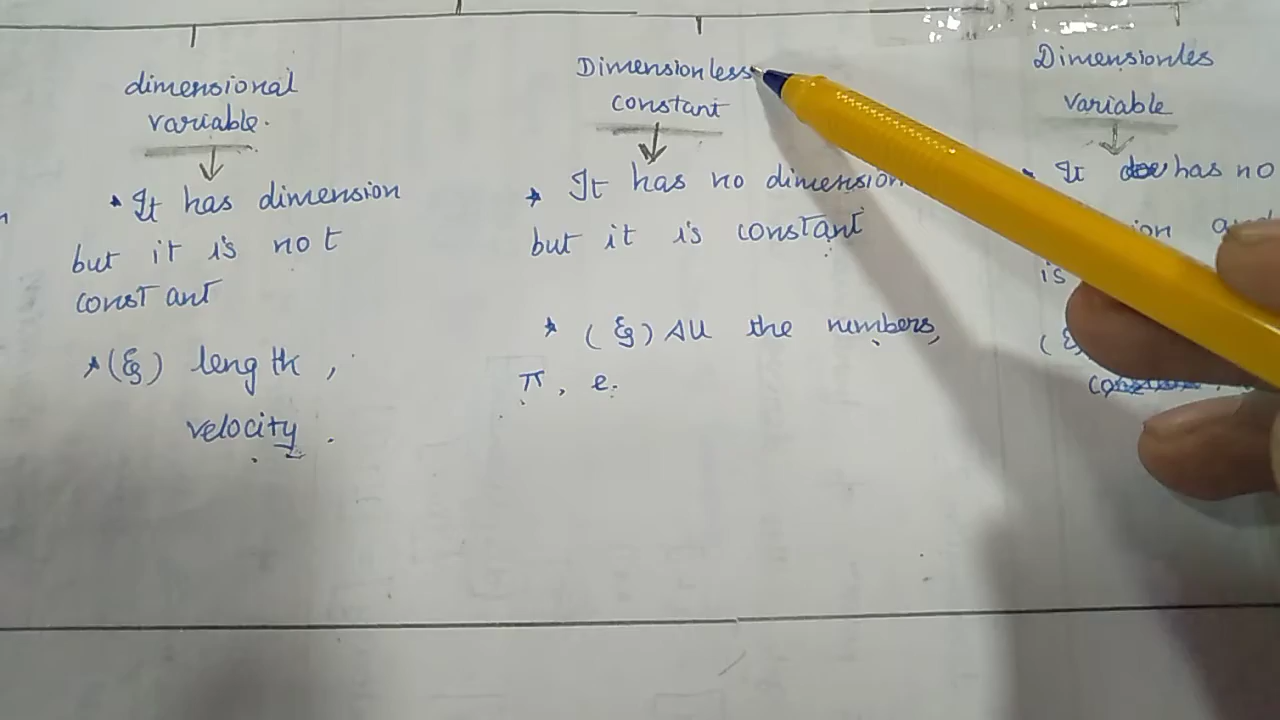 dimensional
variable.
* It has dimension
but it is not
constant
* (Eg) length,
velocity.
Dimensionless
constant
* It has no dimension
but it is constant
* (Eg) All the numbers,
π, e.
Dimensionles
variable
It has no
is